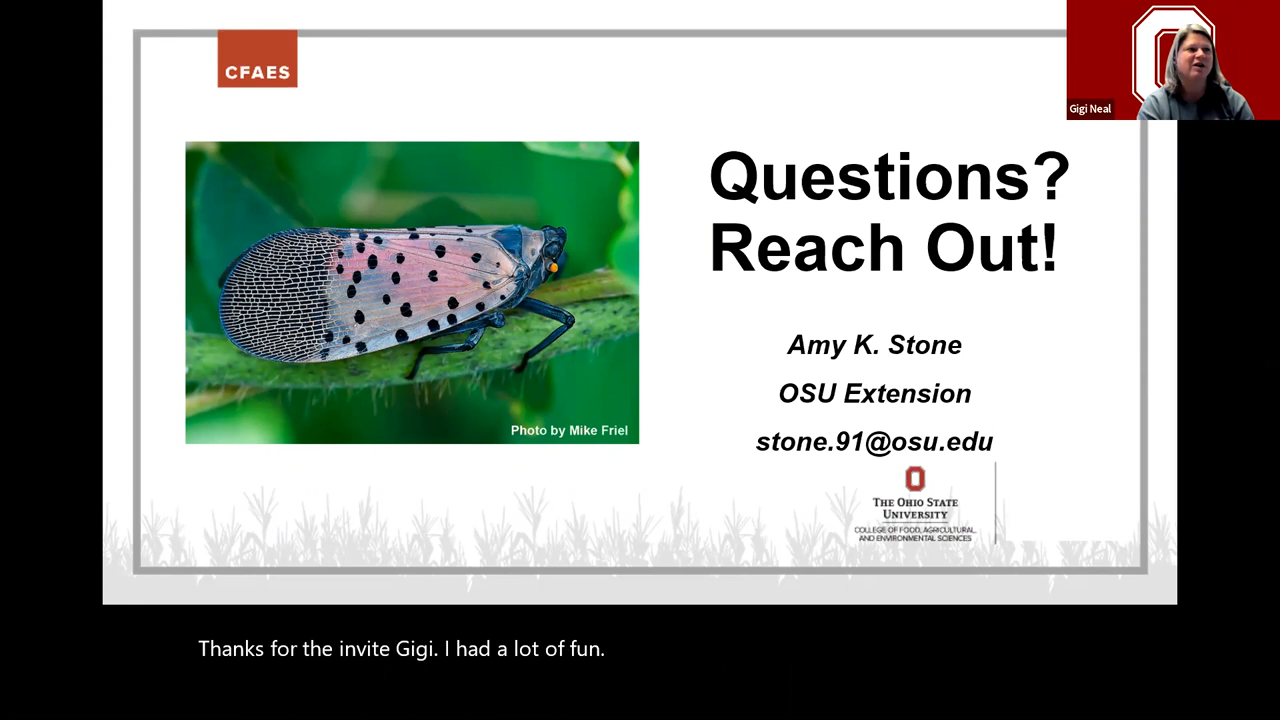 CFAES
Gigi Neal
Questions?
Reach Out!
Amy K. Stone
OSU Extension
stone.91@osu.edu
Photo by Mike Friel
THE OHIO STATE
UNIVERSITY
COLLEGE OF FOOD, AGRICULTURAL,
AND ENVIRONMENTAL SCIENCES
Thanks for the invite Gigi. I had a lot of fun.